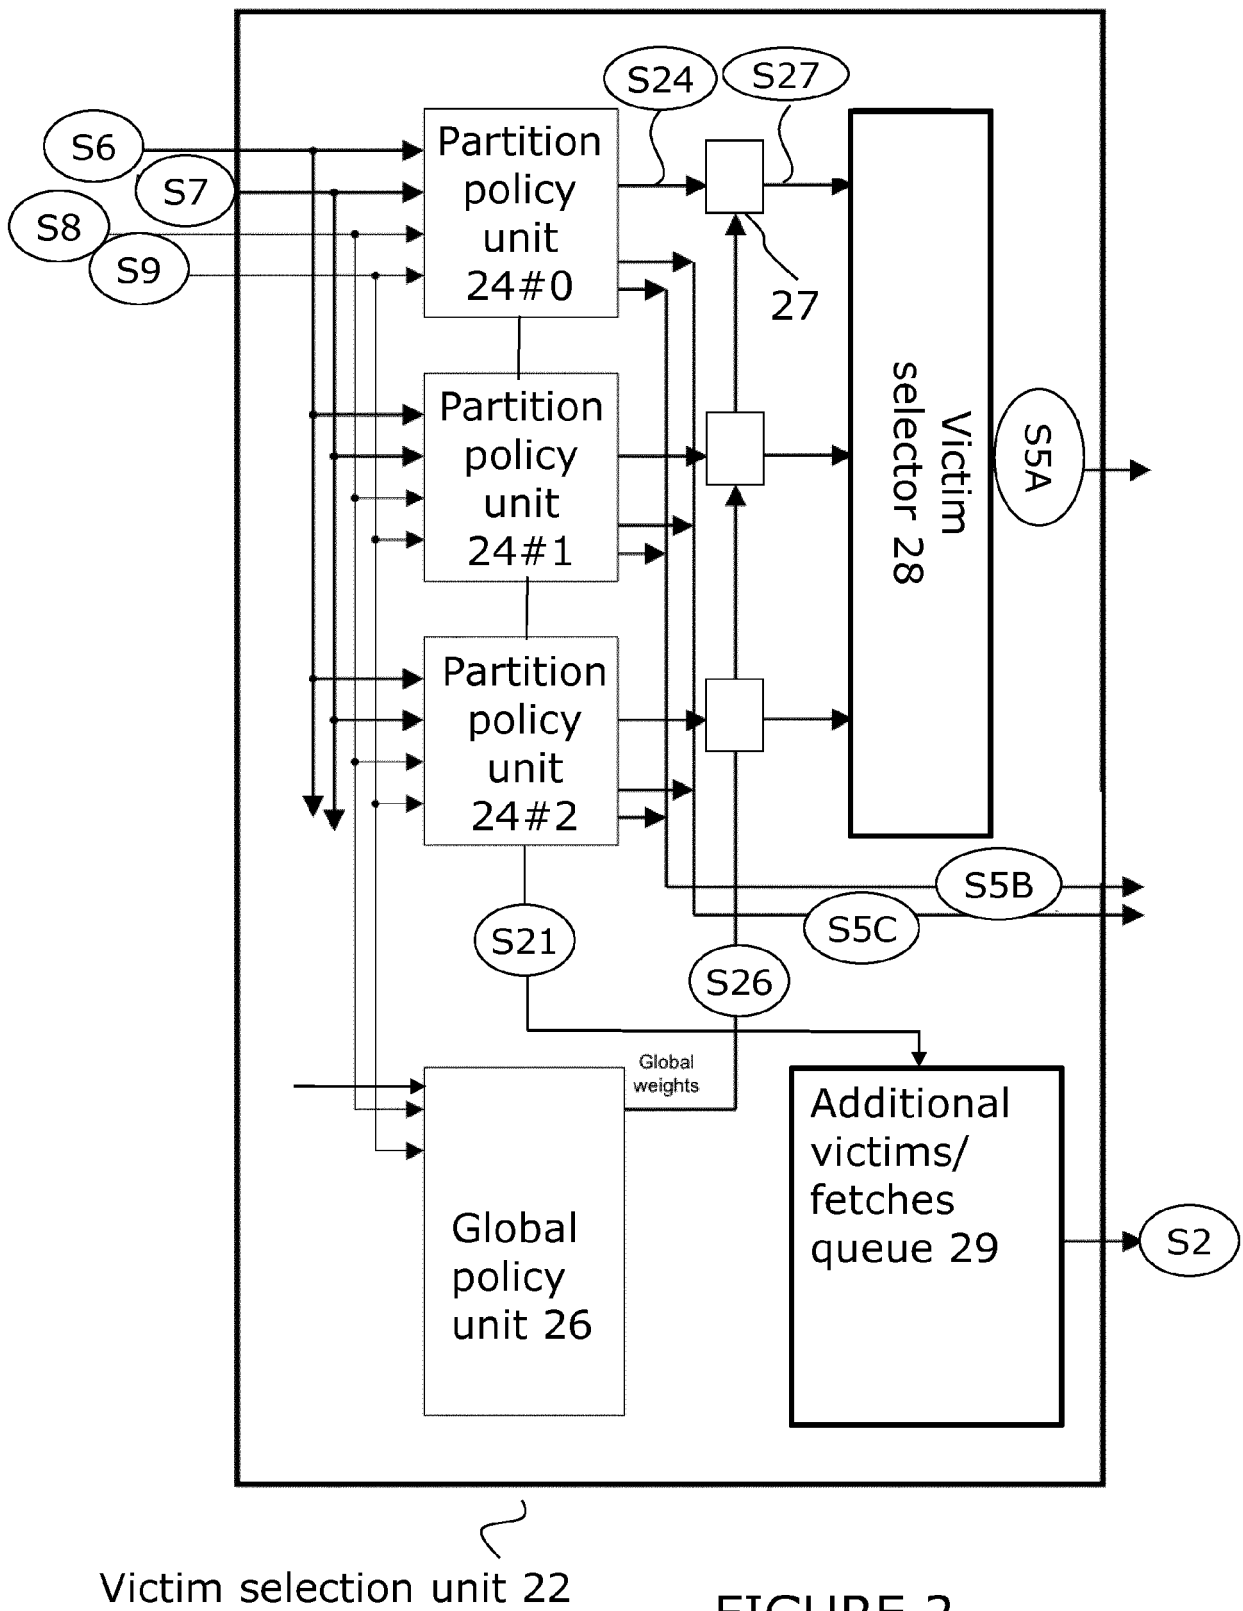 S24
S27
S6
S7
S8
S9
Partition
policy
unit
24#0
27
Partition
policy
unit
24#1
Victim
selector 28
S5A
Partition
policy
unit
24#2
S5B
S5C
S21
S26
Global
weights
Additional
victims/
fetches
queue 29
S2
Global
policy
unit 26
Victim selection unit 22
FIGURE 2